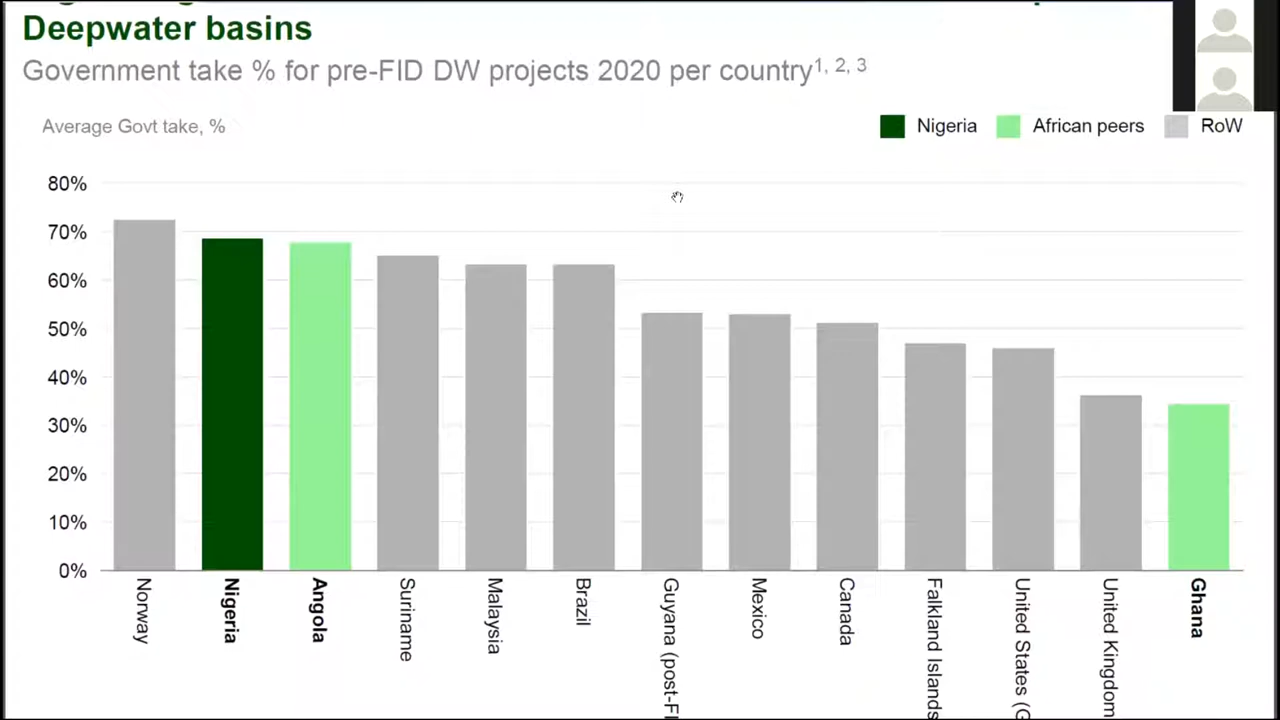 Deepwater basins
Government take % for pre-FID DW projects 2020 per country1, 2, 3
Average Govt take, %
Nigeria
African peers
RoW
80%
70%
60%
50%
40%
30%
20%
10%
0%
Norway
Nigeria
Angola
Suriname
Malaysia
Brazil
Guyana (post-FI
Mexico
Canada
Falkland Islands
United States (G
United Kingdom
Ghana